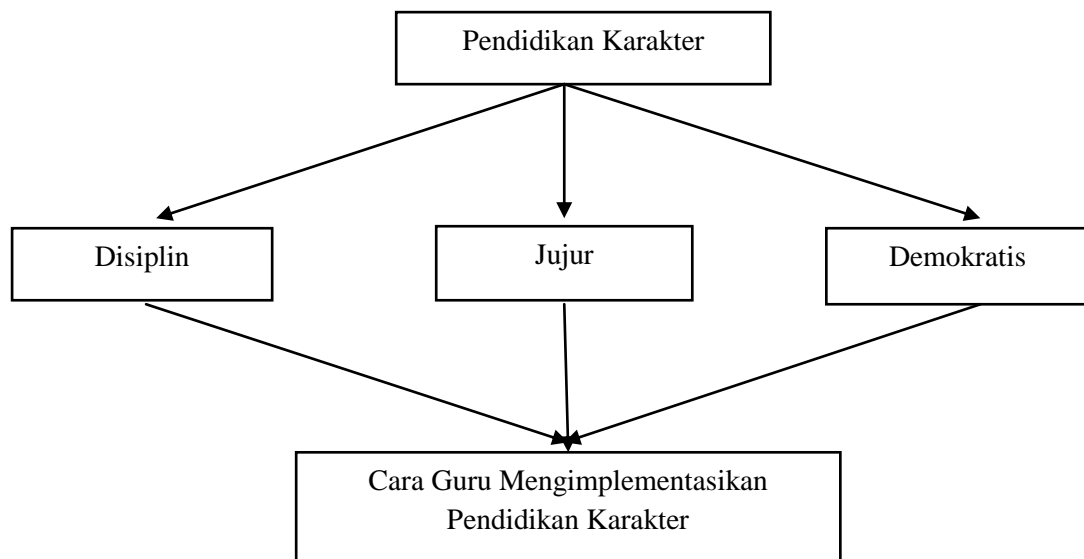 Pendidikan Karakter
Disiplin
Jujur
Demokratis
Cara Guru Mengimplementasikan
Pendidikan Karakter